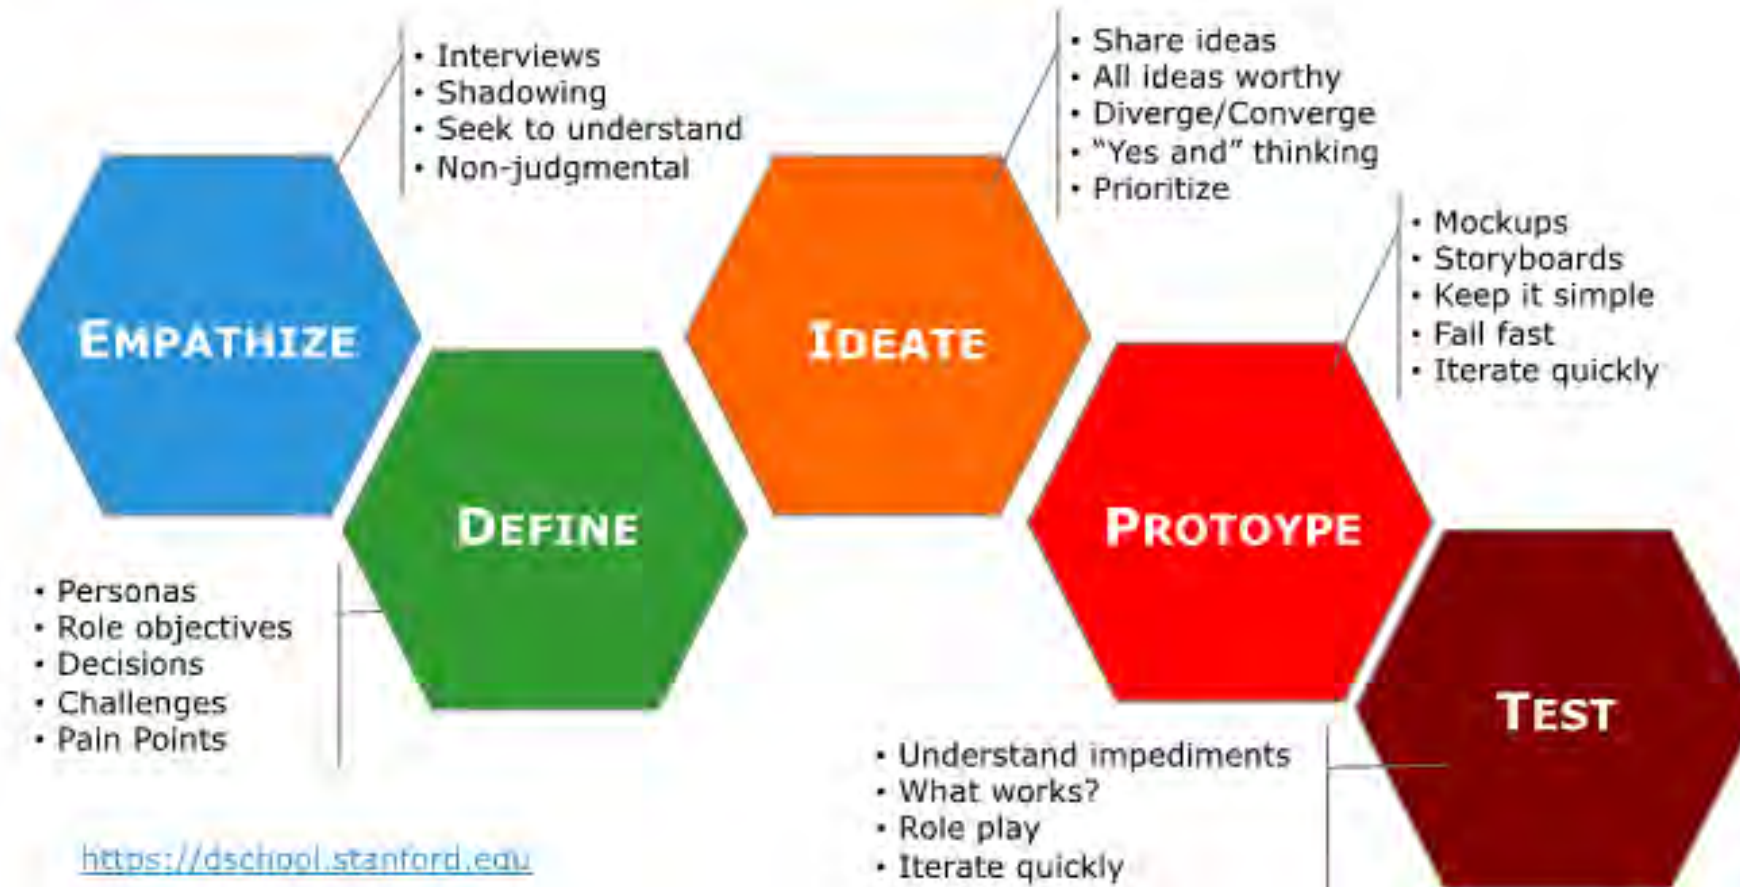 • Interviews
• Shadowing
• Seek to understand
• Non-judgmental
EMPATHIZE
• Personas
• Role objectives
• Decisions
• Challenges
• Pain Points
DEFINE
• Share ideas
• All ideas worthy
• Diverge/Converge
• “Yes and” thinking
• Prioritize
IDEATE
• Mockups
• Storyboards
• Keep it simple
• Fail fast
• Iterate quickly
PROTOYPE
• Understand impediments
• What works?
• Role play
• Iterate quickly
TEST
https://dschool.stanford.edu